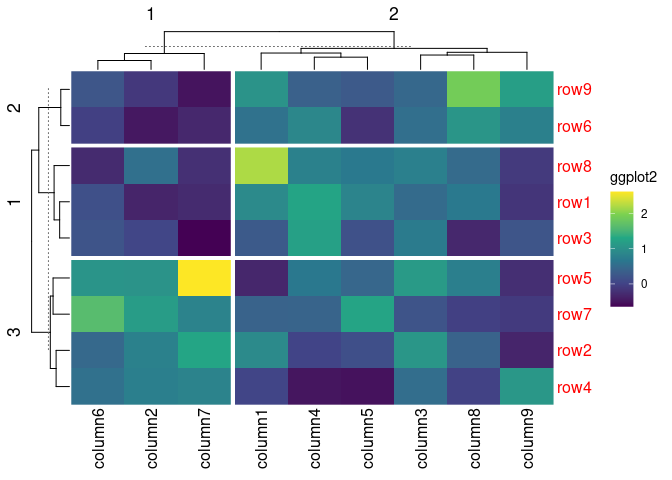 1 2
2
row9
row6
1
row8
row1
row3
3
row5
row7
row2
row4
column6 column2 column7 column1 column4 column5 column3 column8 column9
ggplot2
2
1
0